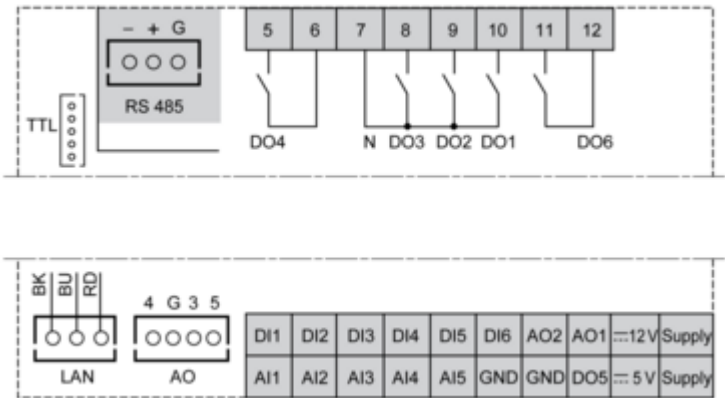 – + G
5 6 7 8 9 10 11 12
RS 485
TTL
DO4 N DO3 DO2 DO1 DO6
BK BU RD
4 G 3 5
DI1 DI2 DI3 DI4 DI5 DI6 AO2 AO1 ⎓12 V Supply
LAN AO
AI1 AI2 AI3 AI4 AI5 GND GND DO5 ⎓ 5 V Supply